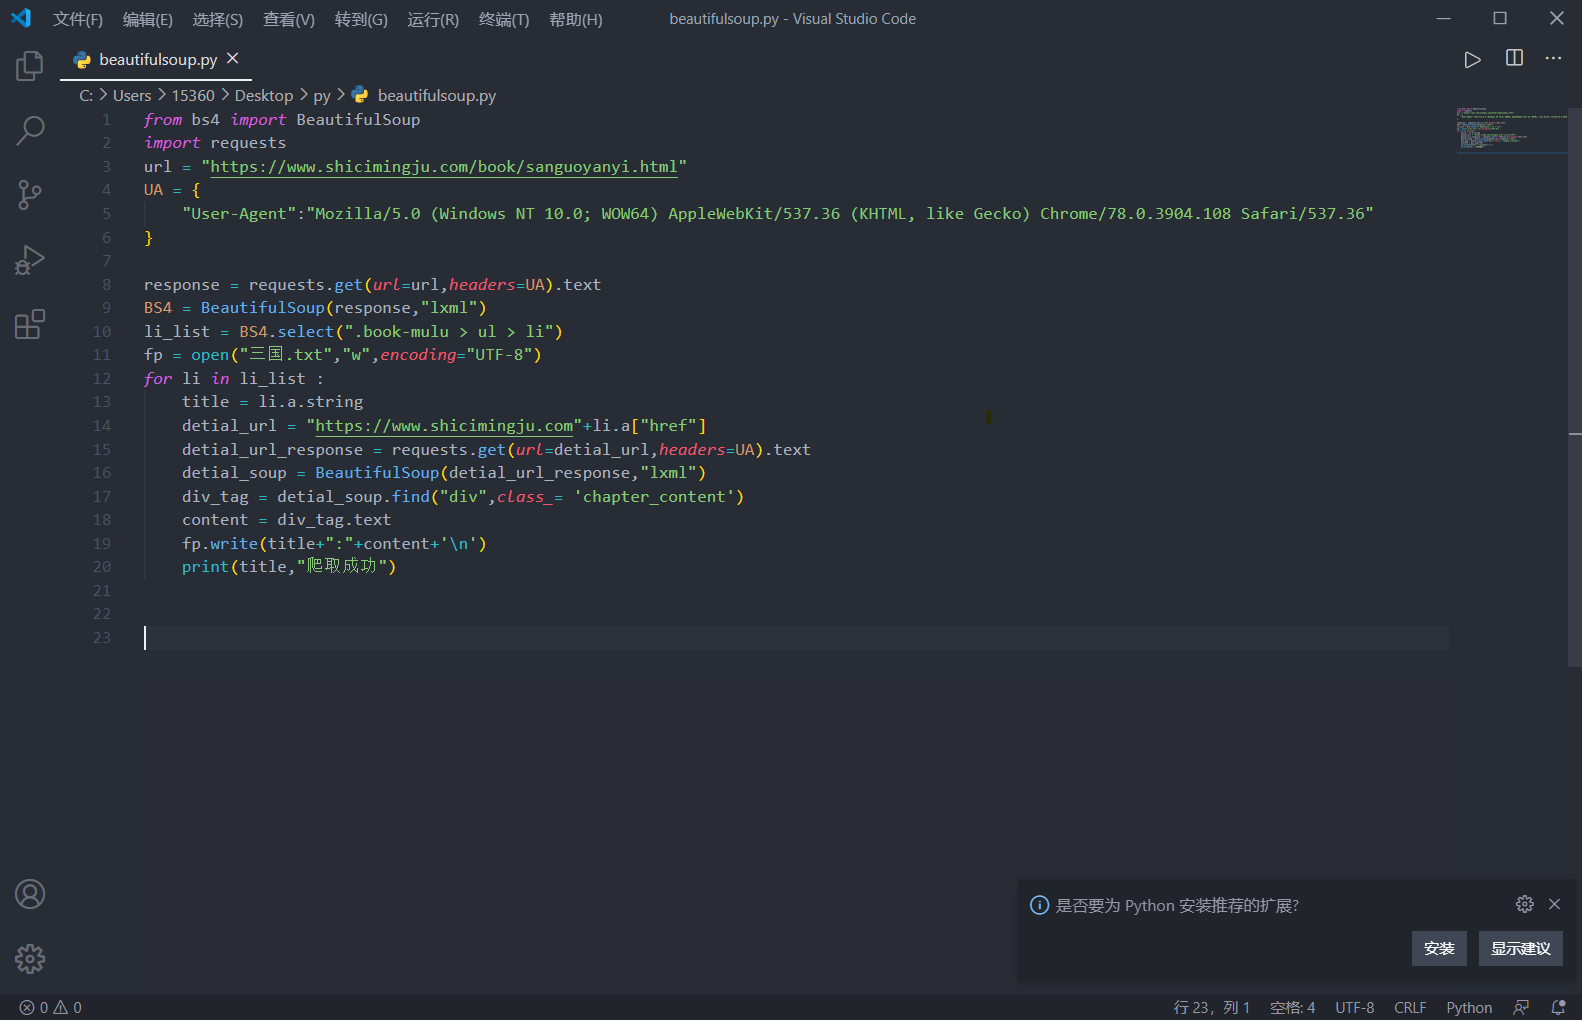 文件(F) 编辑(E) 选择(S) 查看(V) 转到(G) 运行(R) 终端(T) 帮助(H) beautifulsoup.py - Visual Studio Code
beautifulsoup.py
C: > Users > 15360 > Desktop > py > beautifulsoup.py
1 from bs4 import BeautifulSoup
2 import requests
3 url = "https://www.shicimingju.com/book/sanguoyanyi.html"
4 UA = {
5     "User-Agent":"Mozilla/5.0 (Windows NT 10.0; WOW64) AppleWebKit/537.36 (KHTML, like Gecko) Chrome/78.0.3904.108 Safari/537.36"
6 }
7
8 response = requests.get(url=url,headers=UA).text
9 BS4 = BeautifulSoup(response,"lxml")
10 li_list = BS4.select(".book-mulu > ul > li")
11 fp = open("三国.txt","w",encoding="UTF-8")
12 for li in li_list :
13     title = li.a.string
14     detial_url = "https://www.shicimingju.com"+li.a["href"]
15     detial_url_response = requests.get(url=detial_url,headers=UA).text
16     detial_soup = BeautifulSoup(detial_url_response,"lxml")
17     div_tag = detial_soup.find("div",class_= 'chapter_content')
18     content = div_tag.text
19     fp.write(title+":"+content+'\n')
20     print(title,"爬取成功")
21
22
23
是否要为 Python 安装推荐的扩展?
安装 显示建议
0 0 行 23，列 1 空格: 4 UTF-8 CRLF Python